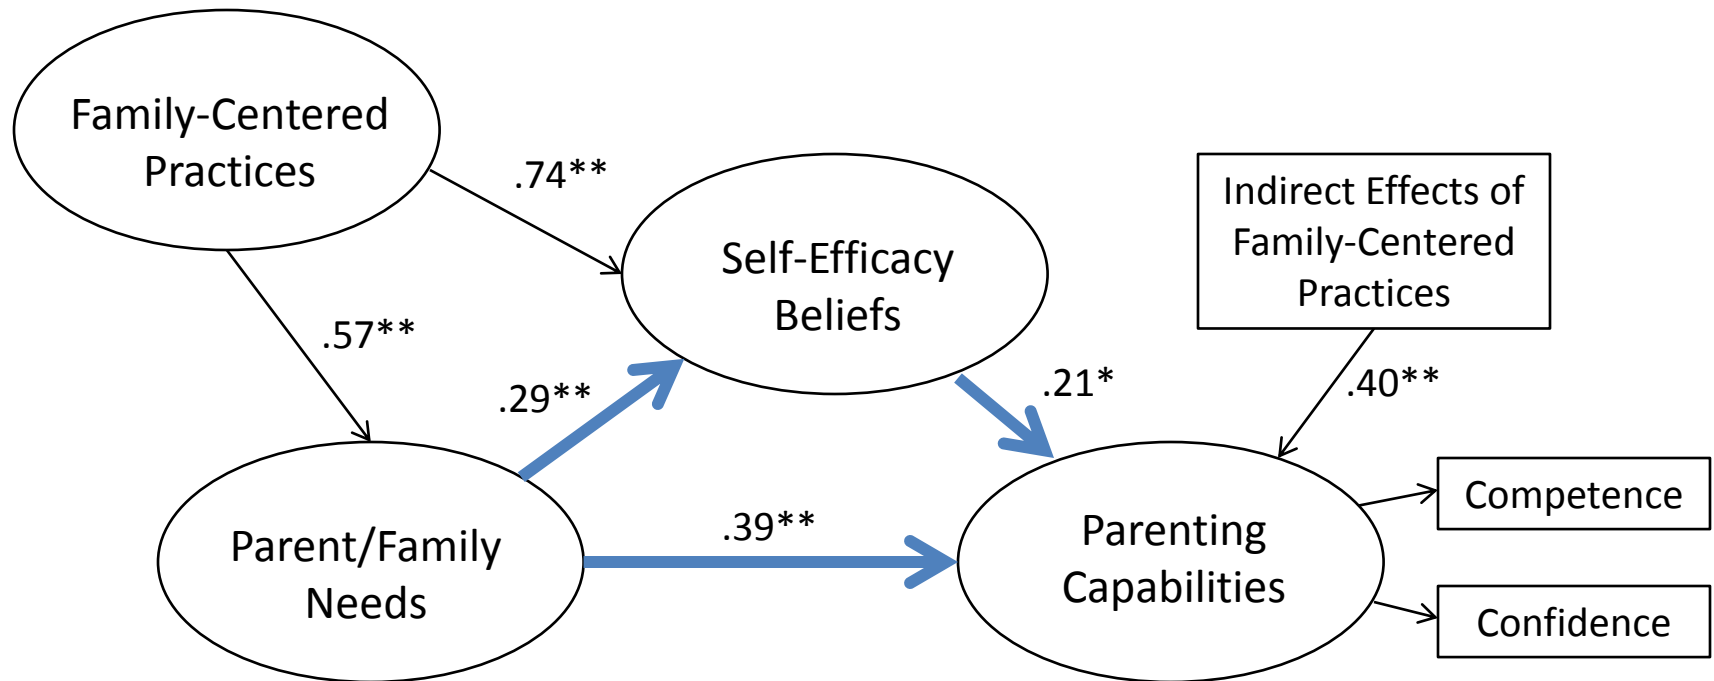 Family-Centered
Practices
.74**
Self-Efficacy
Beliefs
Indirect Effects of
Family-Centered
Practices
.57**
.29**
.21*
.40**
Parent/Family
Needs
.39**
Parenting
Capabilities
Competence
Confidence